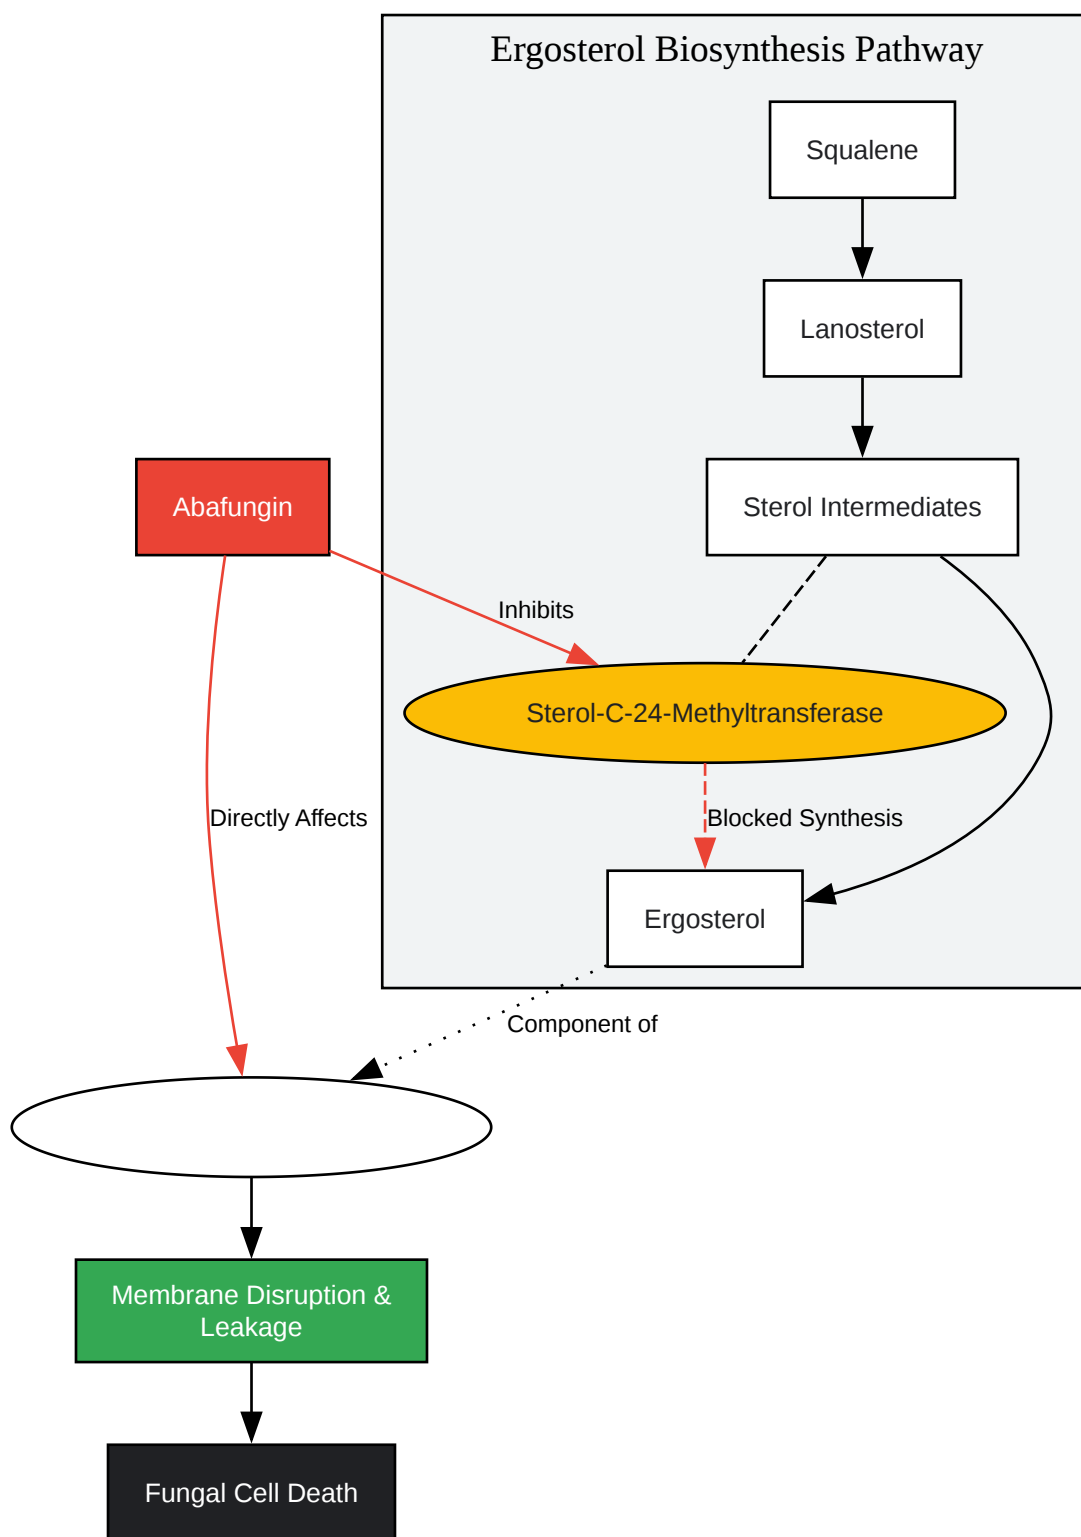 Ergosterol Biosynthesis Pathway
Squalene
Lanosterol
Abafungin
Sterol Intermediates
Inhibits
Sterol-C-24-Methyltransferase
Directly Affects
Blocked Synthesis
Ergosterol
Component of
Membrane Disruption &
Leakage
Fungal Cell Death